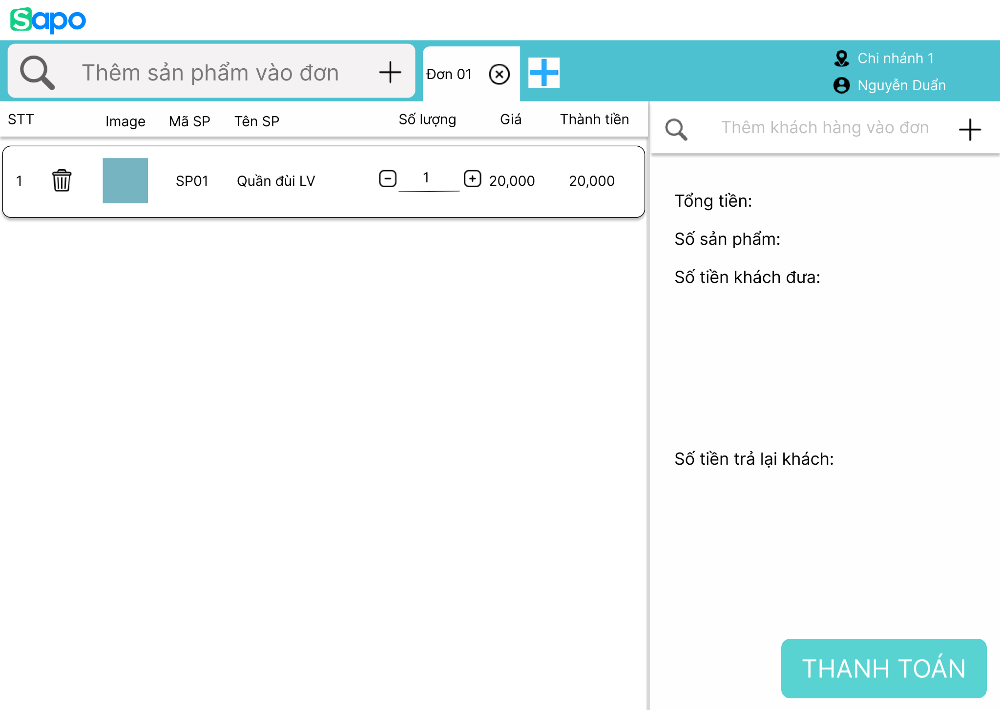 Sapo
Thêm sản phẩm vào đơn
Đơn 01
Chi nhánh 1
Nguyễn Duẩn
STT Image Mã SP Tên SP Số lượng Giá Thành tiền
1 SP01 Quần đùi LV 1 20,000 20,000
Thêm khách hàng vào đơn
Tổng tiền:
Số sản phẩm:
Số tiền khách đưa:
Số tiền trả lại khách:
THANH TOÁN